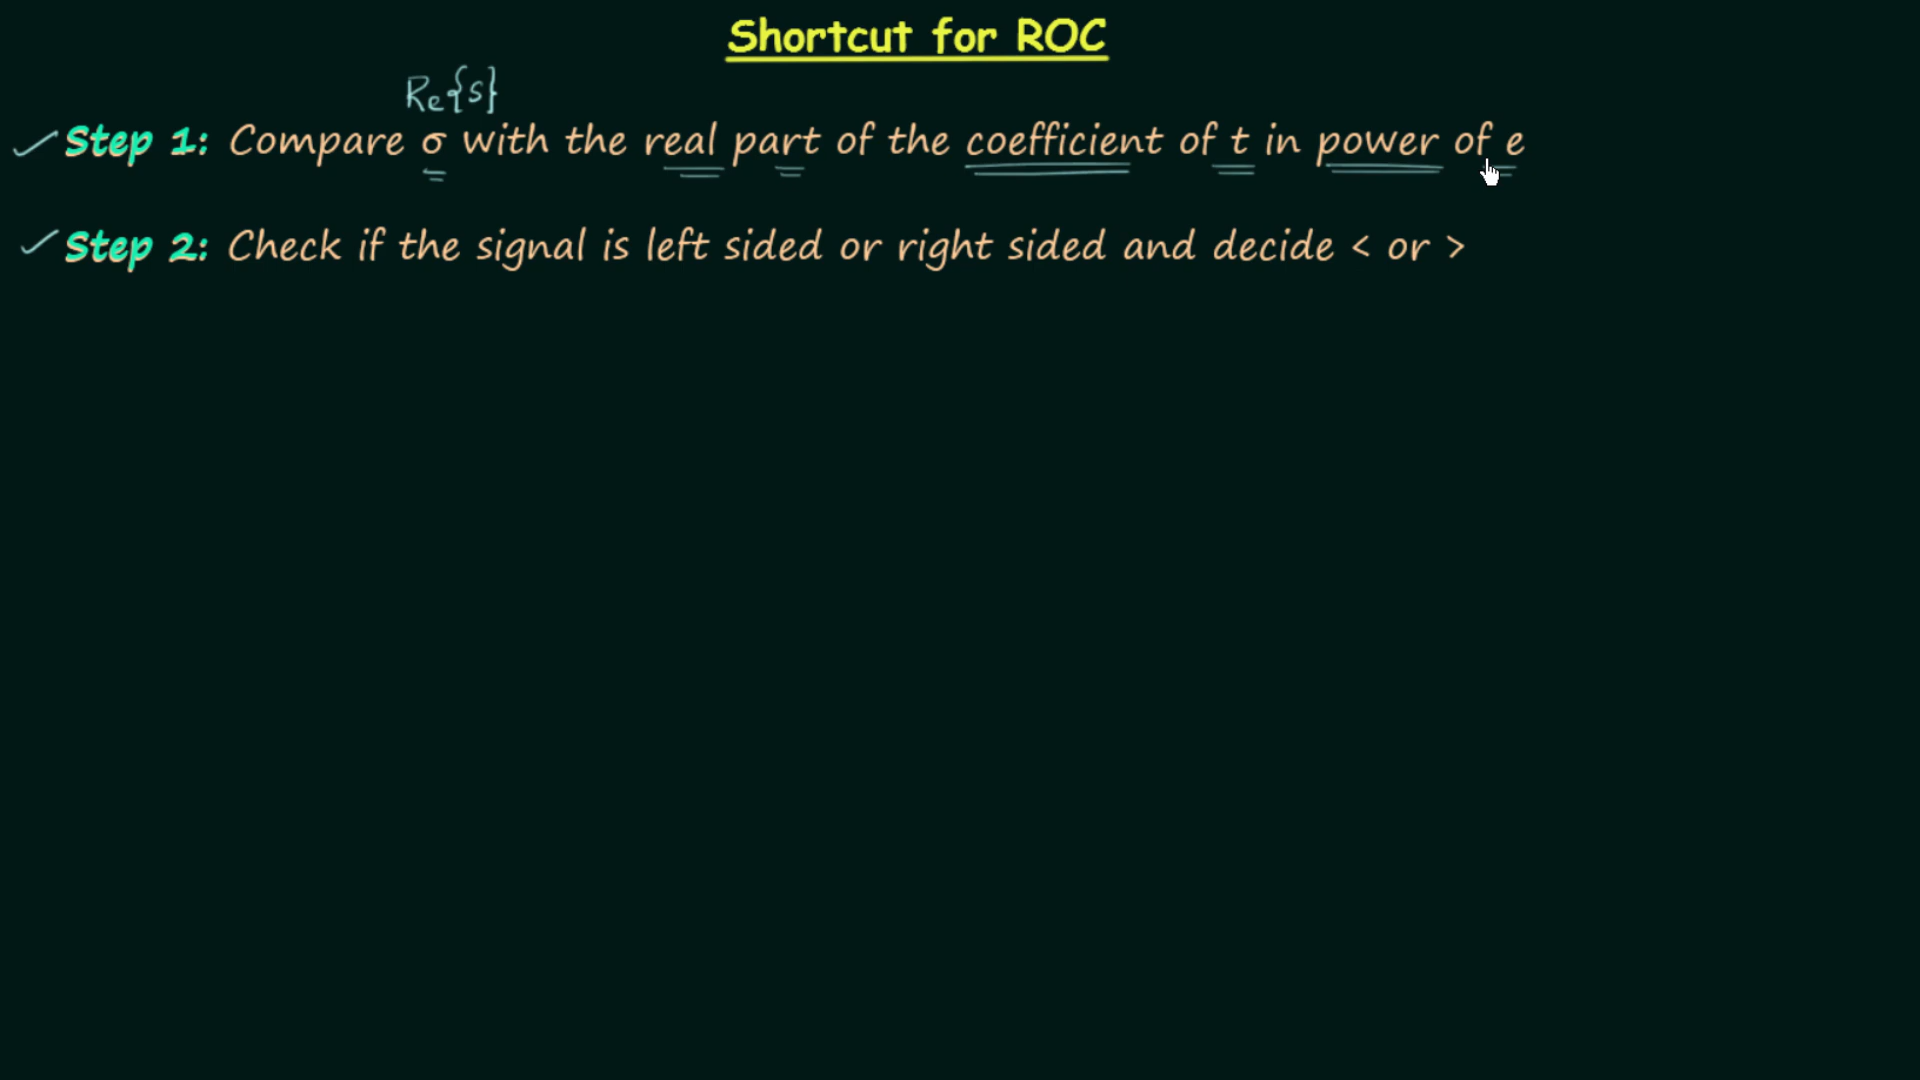 Shortcut for ROC
Re{s}
Step 1: Compare σ with the real part of the coefficient of t in power of e
Step 2: Check if the signal is left sided or right sided and decide < or >